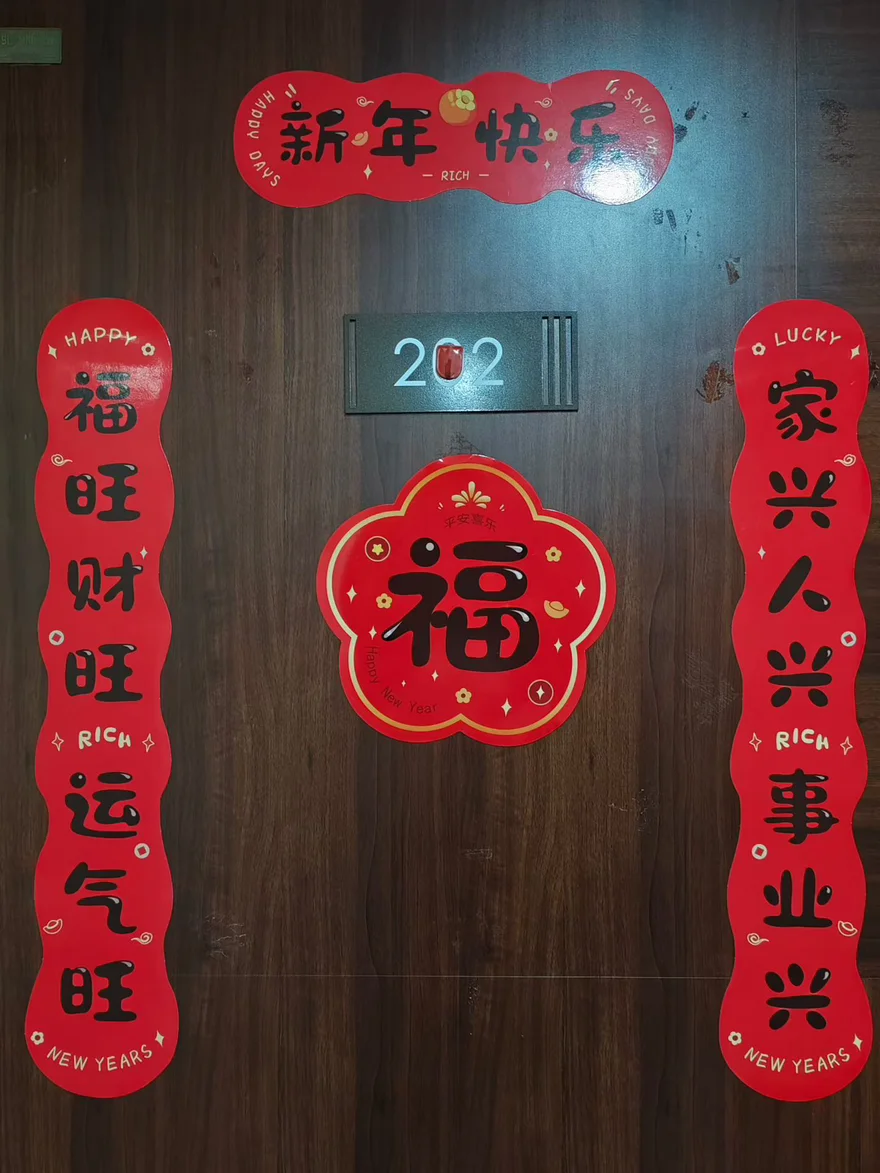 HAPPY DAYS
新年快乐
HAPPY DAYS
RICH
202
HAPPY
福旺财旺
RICH
运气旺
NEW YEARS
平安喜乐
福
Happy New Year
LUCKY
家兴人兴
RICH
事业兴
NEW YEARS